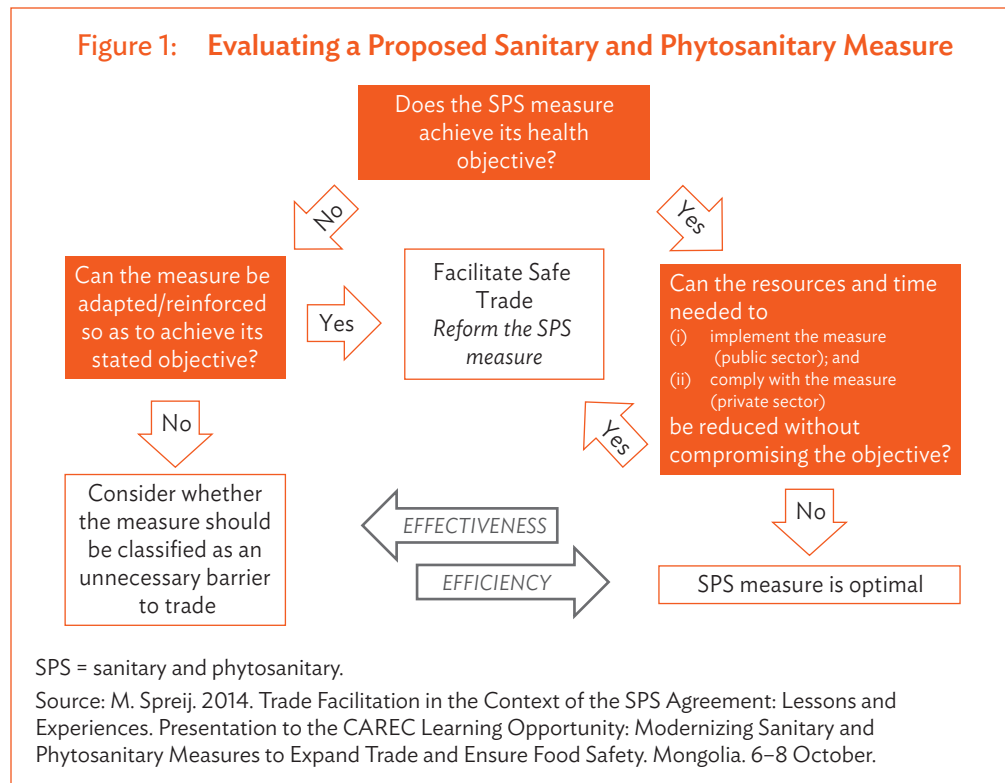 Figure 1: Evaluating a Proposed Sanitary and Phytosanitary Measure
Does the SPS measure
achieve its health
objective?
No
Yes
Can the measure be
adapted/reinforced
so as to achieve its
stated objective?
Yes
Facilitate Safe
Trade
Reform the SPS
measure
Can the resources and time
needed to
(i) implement the measure
(public sector); and
(ii) comply with the measure
(private sector)
be reduced without
compromising the objective?
Yes
No
No
Consider whether
the measure should
be classified as an
unnecessary barrier
to trade
EFFECTIVENESS
EFFICIENCY
SPS measure is optimal
SPS = sanitary and phytosanitary.
Source: M. Spreij. 2014. Trade Facilitation in the Context of the SPS Agreement: Lessons and
Experiences. Presentation to the CAREC Learning Opportunity: Modernizing Sanitary and
Phytosanitary Measures to Expand Trade and Ensure Food Safety. Mongolia. 6–8 October.